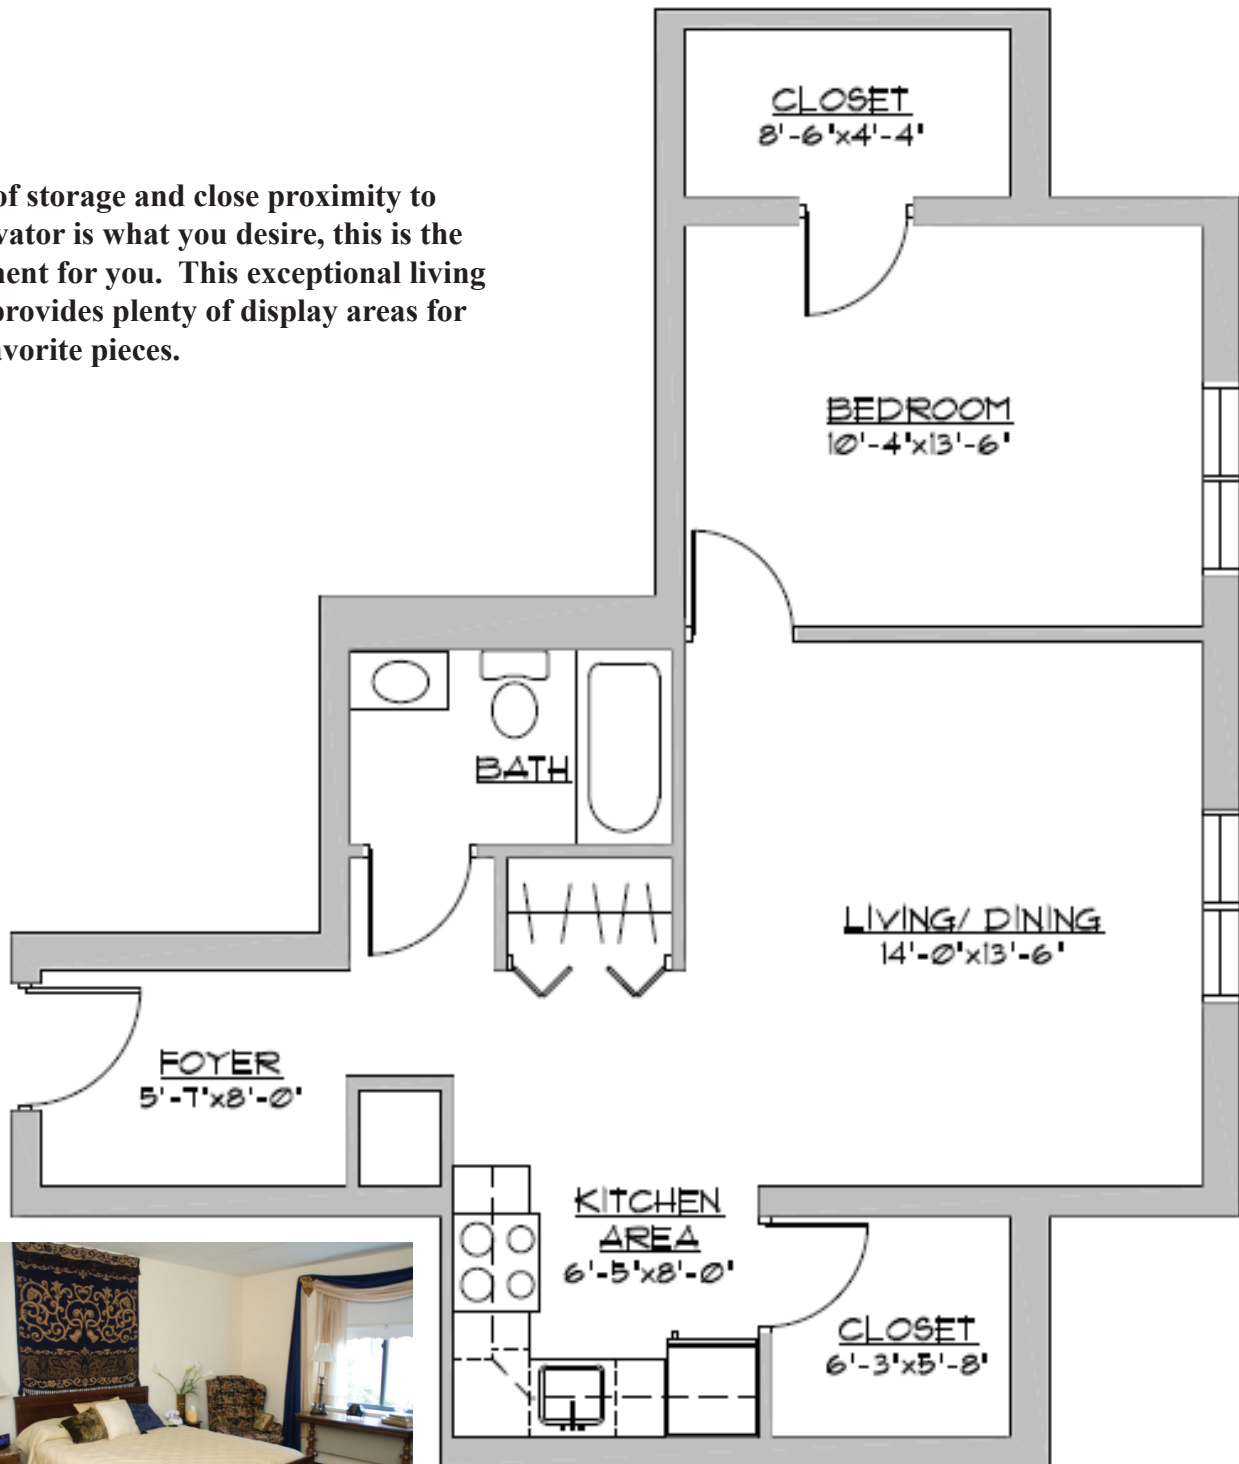 CLOSET
8'-6"x4'-4"
of storage and close proximity to
is what you desire, this is the
for you. This exceptional living
provides plenty of display areas for
pieces.
BEDROOM
10'-4"x13'-6"
BATH
LIVING/ DINING
14'-0"x13'-6"
FOYER
5'-7"x8'-0"
KITCHEN
AREA
6'-5"x8'-0"
CLOSET
6'-3"x5'-8"